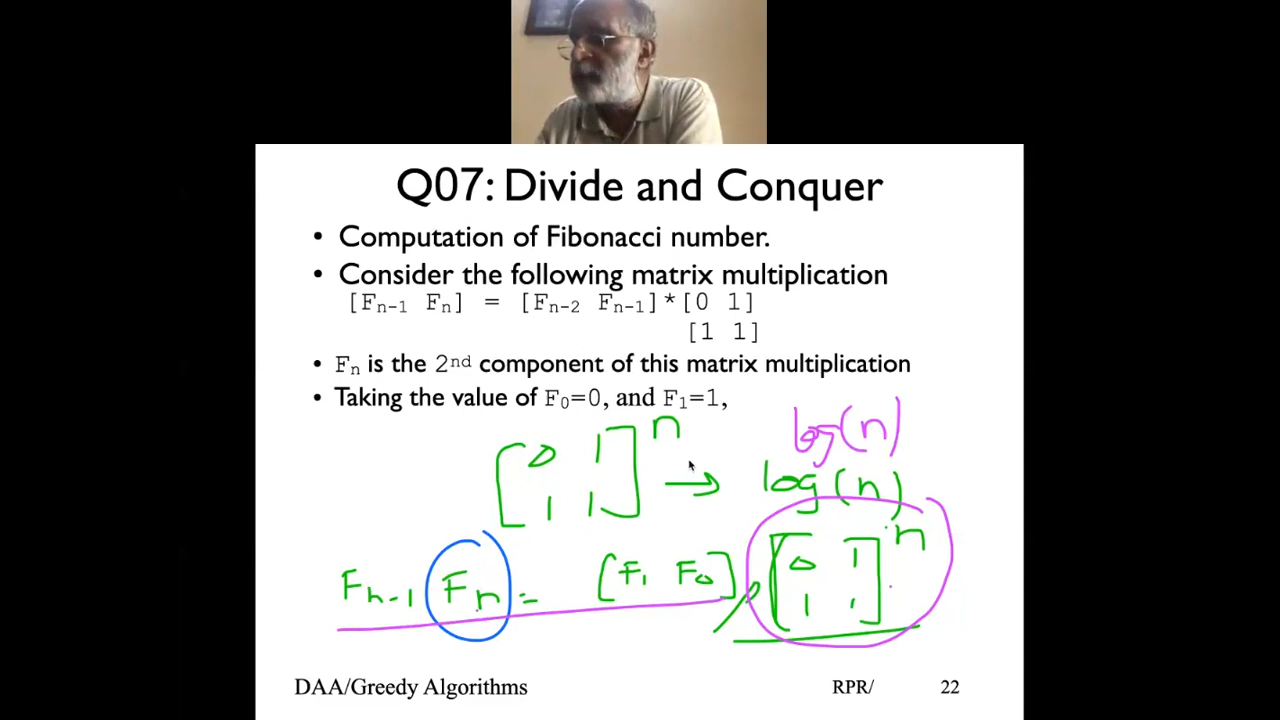 Q07: Divide and Conquer
• Computation of Fibonacci number.
• Consider the following matrix multiplication
[Fn-1 Fn] = [Fn-2 Fn-1]*[0 1]
[1 1]
• Fn is the 2nd component of this matrix multiplication
• Taking the value of F0=0, and F1=1,
log(n)
[0 1]n → log(n)
1 1
Fn-1 Fn = [F1 F0] [0 1]n
1 1
DAA/Greedy Algorithms RPR/ 22